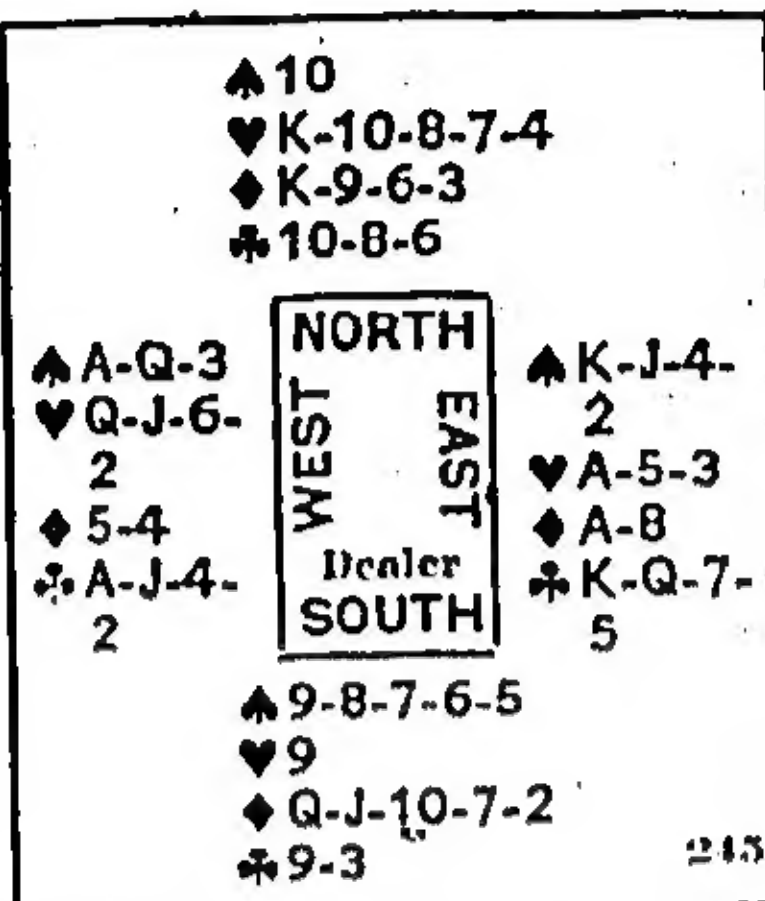 ♠ 10
♥ K-10-8-7-4
♦ K-9-6-3
♣ 10-8-6
NORTH
♠ A-Q-3
♥ Q-J-6-
2
♦ 5-4
♣ A-J-4-
2
WEST
EAST
♠ K-J-4-
2
♥ A-5-3
♦ A-8
♣ K-Q-7-
5
Dealer
SOUTH
♠ 9-8-7-6-5
♥ 9
♦ Q-J-10-7-2
♣ 9-3
245